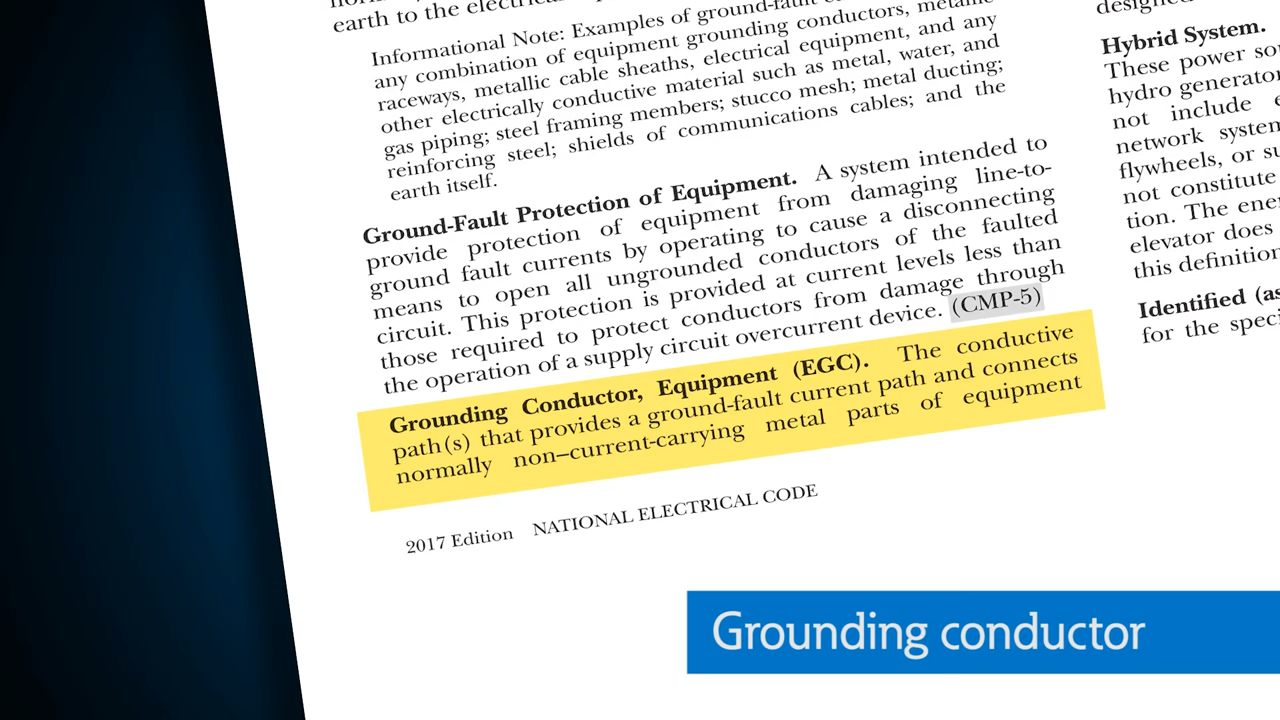 earth to the electrical
Informational Note: Examples of ground-fault
any combination of equipment grounding conductors, metallic
raceways, metallic cable sheaths, electrical equipment, and any
other electrically conductive material such as metal, water, and
gas piping; steel framing members; stucco mesh; metal ducting;
reinforcing steel; shields of communications cables; and the
earth itself.
Ground-Fault Protection of Equipment. A system intended to
provide protection of equipment from damaging line-to-
ground fault currents by operating to cause a disconnecting
means to open all ungrounded conductors of the faulted
circuit. This protection is provided at current levels less than
those required to protect conductors from damage through
the operation of a supply circuit overcurrent device. (CMP-5)
Grounding Conductor, Equipment (EGC). The conductive
path(s) that provides a ground-fault current path and connects
normally non–current-carrying metal parts of equipment
2017 Edition NATIONAL ELECTRICAL CODE
designed
Hybrid System.
These power
hydro
not include
network
flywheels, or
not constitute
tion. The
elevator does
this
Identified
for the
Grounding conductor